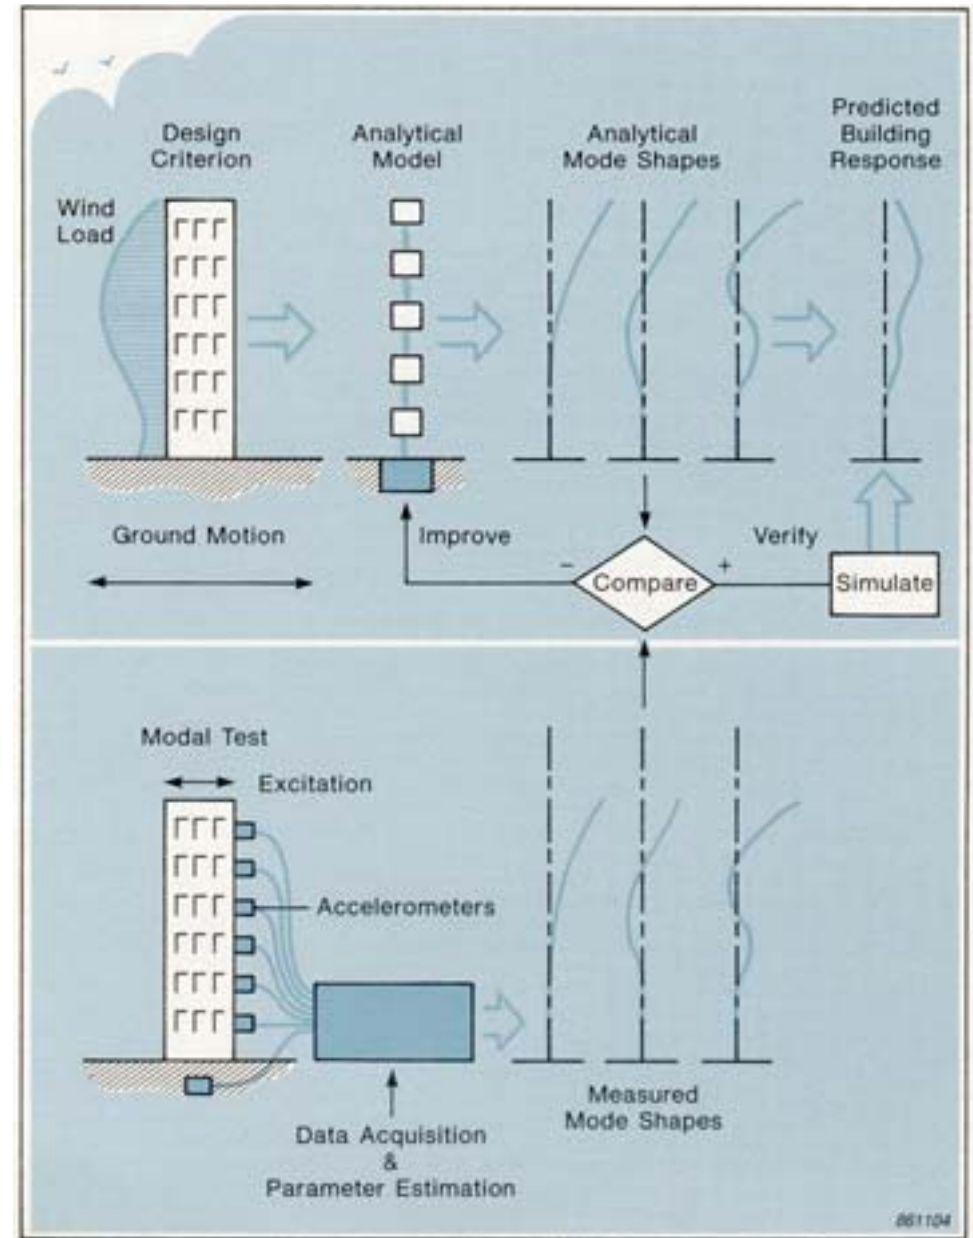 Design
Criterion
Analytical
Model
Analytical
Mode Shapes
Predicted
Building
Response
Wind
Load
Ground Motion
Improve
Verify
−
Compare
+
Simulate
Modal Test
Excitation
Accelerometers
Measured
Mode Shapes
Data Acquisition
&
Parameter Estimation
861104